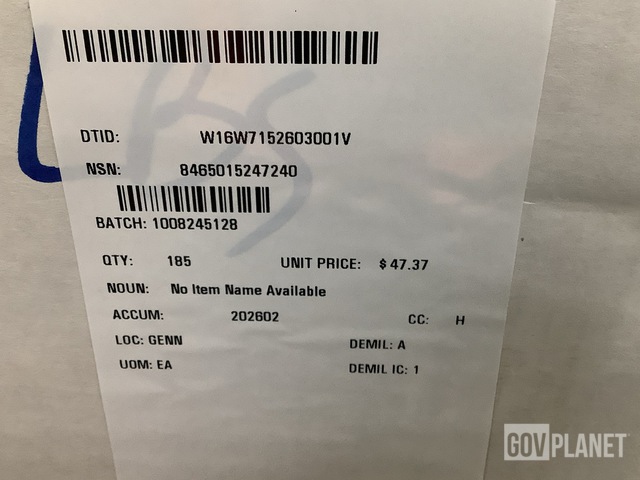 DTID: W16W7152603001V
NSN: 8465015247240
BATCH: 1008245128
QTY: 185 UNIT PRICE: $ 47.37
NOUN: No Item Name Available
ACCUM: 202602 CC: H
LOC: GENN DEMIL: A
UOM: EA DEMIL IC: 1
GOVPLANET